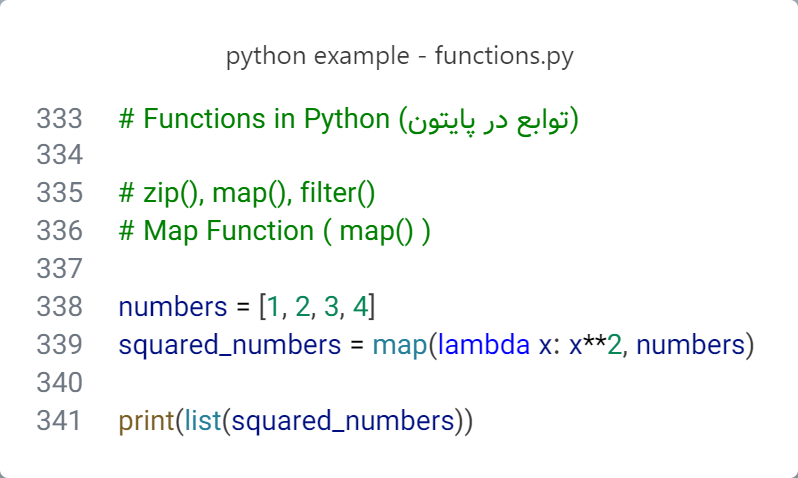 python example - functions.py
333 # Functions in Python (توابع در پایتون)
334
335 # zip(), map(), filter()
336 # Map Function ( map() )
337
338 numbers = [1, 2, 3, 4]
339 squared_numbers = map(lambda x: x**2, numbers)
340
341 print(list(squared_numbers))